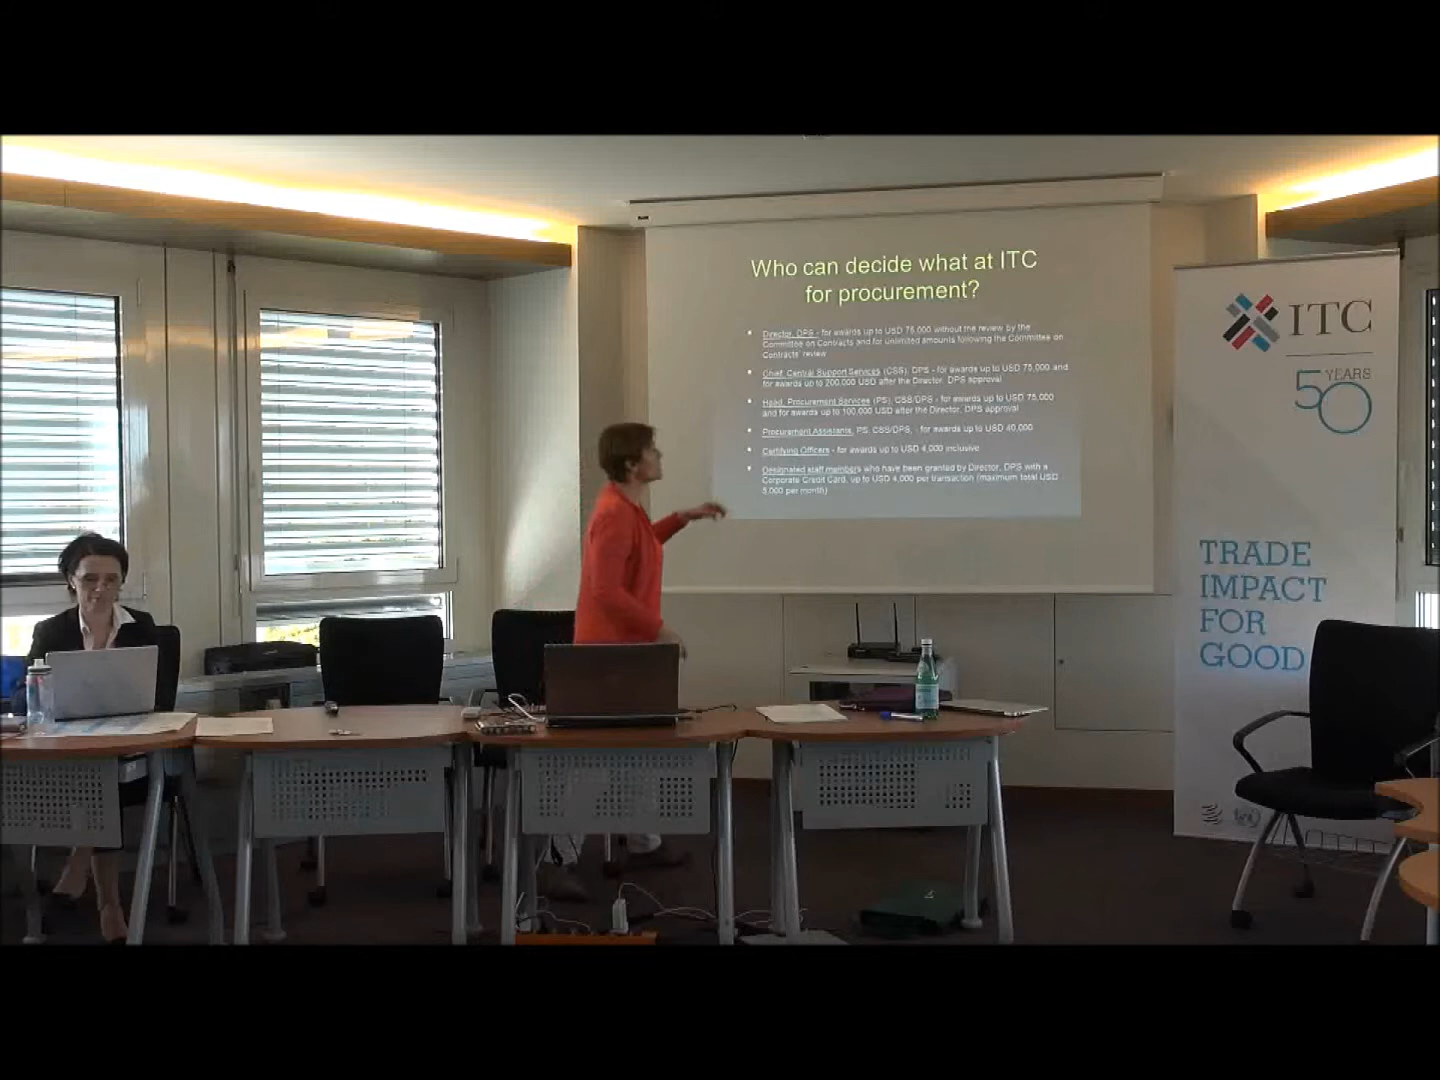 Who can decide what at ITC
for procurement?
Director, DPS - for awards up to USD 75,000 without the review by the
Committee on Contracts and for unlimited amounts following the Committee on
Contracts' review
Chief, Central Support Services (CSS), DPS - for awards up to USD 75,000 and
for awards up to 200,000 USD after the Director, DPS approval
Head, Procurement Services (PS), CSS/DPS - for awards up to USD 75,000
and for awards up to 100,000 USD after the Director, DPS approval
Procurement Assistants, PS, CSS/DPS, - for awards up to USD 40,000
Certifying Officers - for awards up to USD 4,000 inclusive
Designated staff members who have been granted by Director, DPS with a
Corporate Credit Card, up to USD 4,000 per transaction (maximum total USD
5,000 per month)
ITC
50 YEARS
TRADE
IMPACT
FOR
GOOD